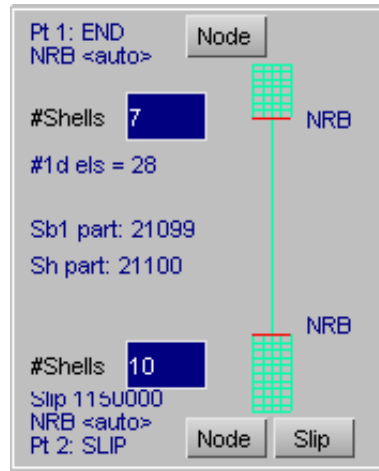 Pt 1: END
NRB <auto>
Node
#Shells 7
NRB
#1d els = 28
Sb1 part: 21099
Sh part: 21100
NRB
#Shells 10
Slip 1150000
NRB <auto>
Pt 2: SLIP
Node
Slip